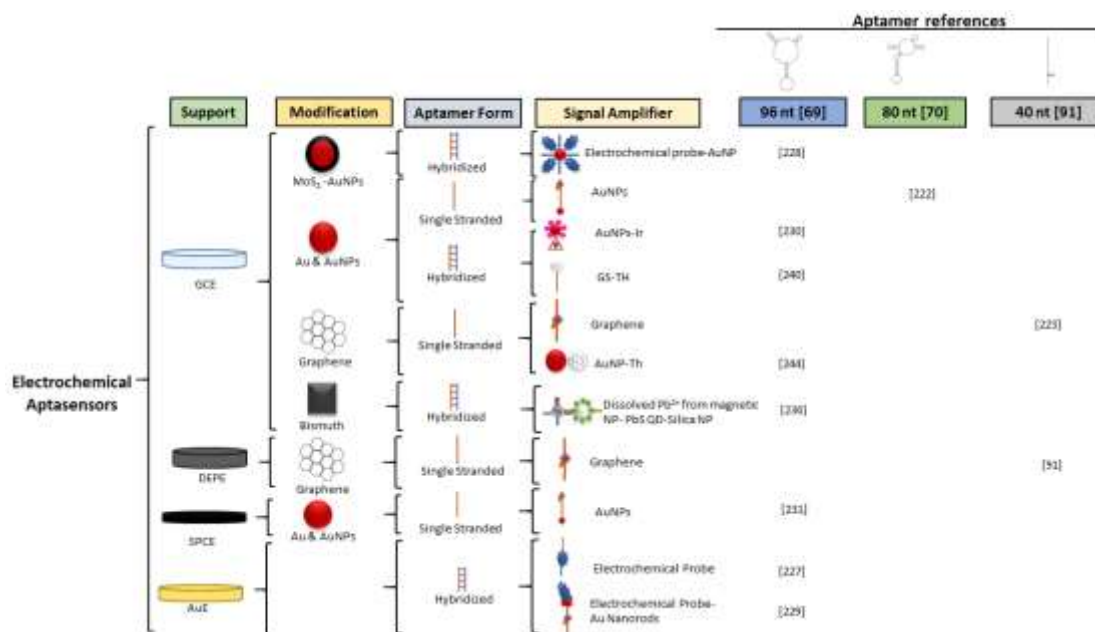 Aptamer references
Support
Modification
Aptamer Form
Signal Amplifier
96 nt [69]
80 nt [70]
40 nt [91]
Electrochemical probe-AuNP
[228]
Hybridized
MoS₂-AuNPs
AuNPs
[222]
Single Stranded
AuNPs-Ir
[230]
Au & AuNPs
Hybridized
GS-TH
[240]
GCE
Graphene
[223]
Single Stranded
Graphene
AuNP-Th
[244]
Electrochemical
Aptasensors
Dissolved Pb²⁺ from magnetic
NP- PbS QD-Silica NP
[236]
Hybridized
Bismuth
Graphene
[91]
Single Stranded
DEPE
Graphene
AuNPs
[231]
Single Stranded
SPCE
Au & AuNPs
Electrochemical Probe
[227]
Hybridized
AuE
Electrochemical Probe-
Au Nanorods
[229]